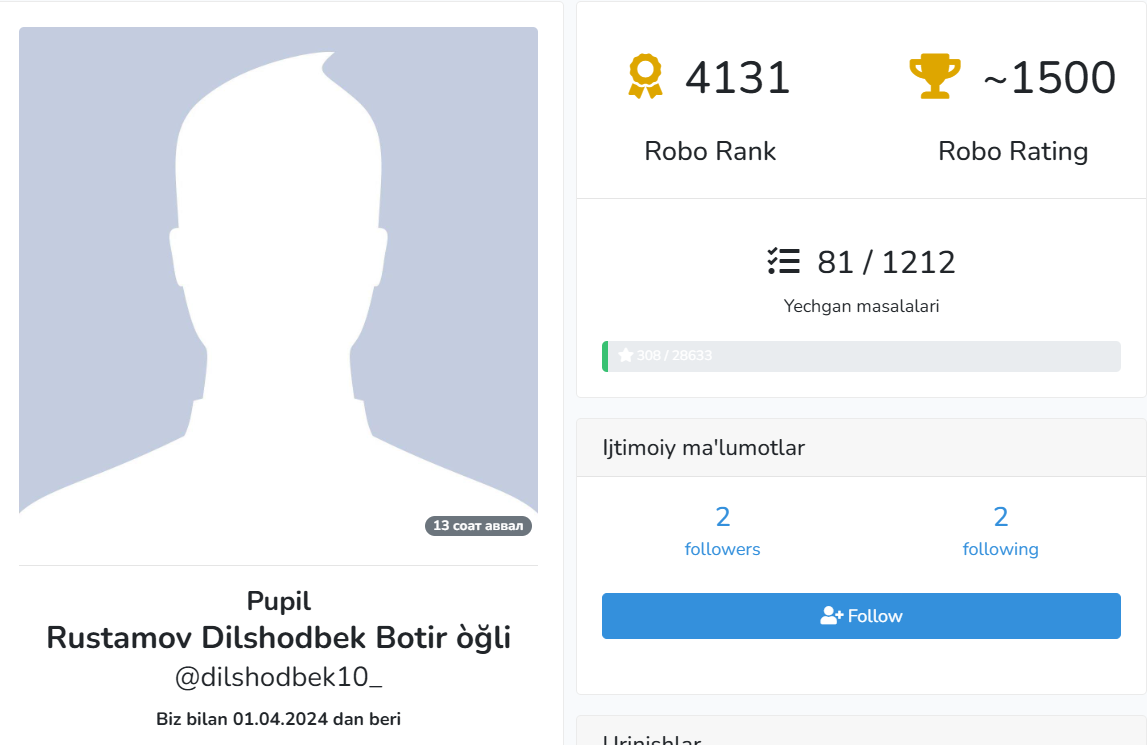 13 соат аввал
Pupil
Rustamov Dilshodbek Botir òğli
@dilshodbek10_
Biz bilan 01.04.2024 dan beri
4131
Robo Rank
~1500
Robo Rating
81 / 1212
Yechgan masalalari
308 / 28633
Ijtimoiy ma'lumotlar
2
followers
2
following
Follow
Urinishlar